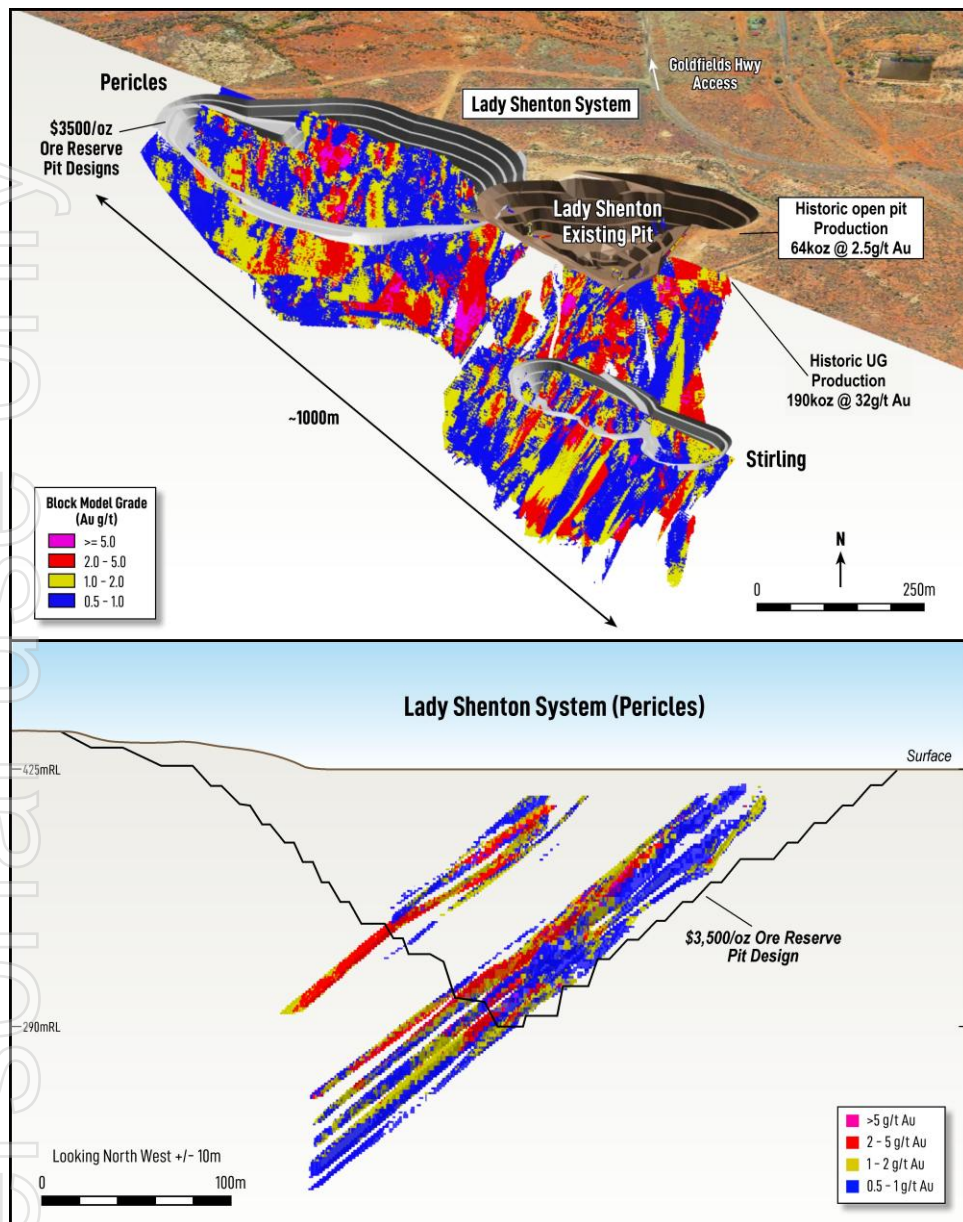 Pericles
$3500/oz
Ore Reserve
Pit Designs
Lady Shenton System
Goldfields Hwy
Access
Lady Shenton
Existing Pit
Historic open pit
Production
64koz @ 2.5g/t Au
Historic UG
Production
190koz @ 32g/t Au
~1000m
Stirling
Block Model Grade
(Au g/t)
>= 5.0
2.0 - 5.0
1.0 - 2.0
0.5 - 1.0
N
0
250m
Lady Shenton System (Pericles)
Surface
425mRL
$3,500/oz Ore Reserve
Pit Design
290mRL
Looking North West +/- 10m
0
100m
>5 g/t Au
2 - 5 g/t Au
1 - 2 g/t Au
0.5 - 1 g/t Au